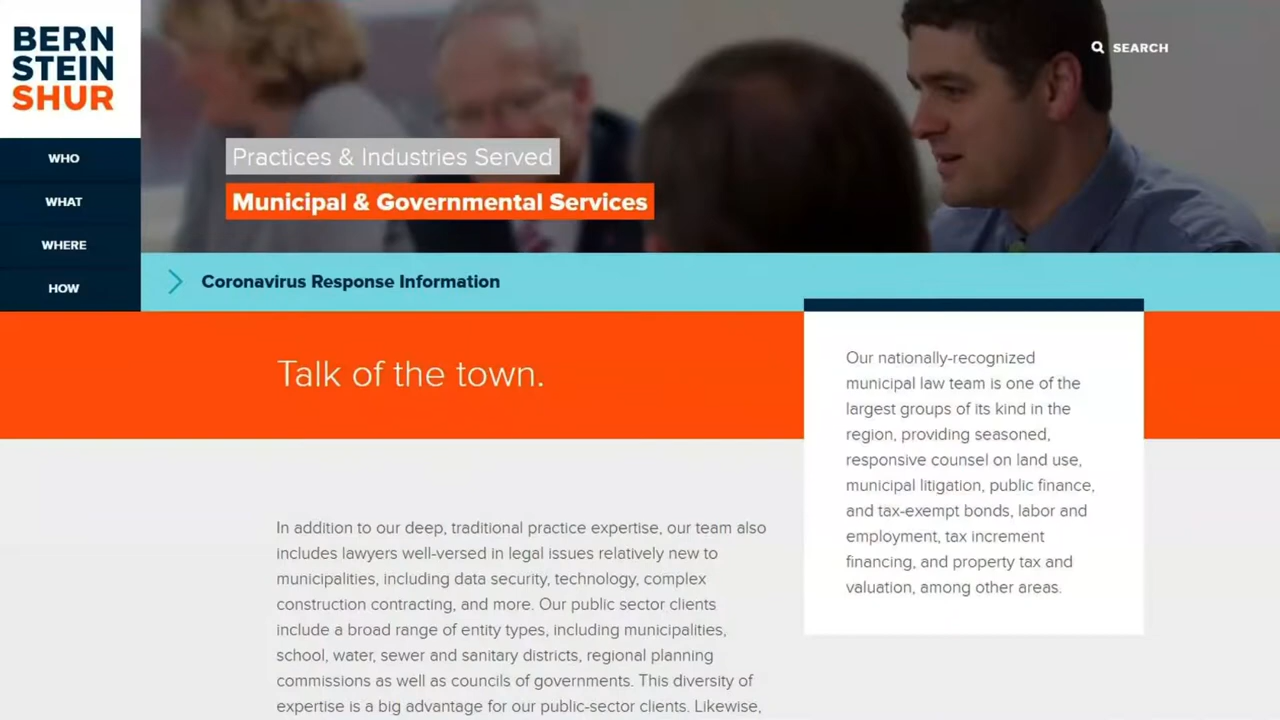 BERN
STEIN
SHUR
SEARCH
WHO
WHAT
WHERE
HOW
Practices & Industries Served
Municipal & Governmental Services
Coronavirus Response Information
Talk of the town.
Our nationally-recognized
municipal law team is one of the
largest groups of its kind in the
region, providing seasoned,
responsive counsel on land use,
municipal litigation, public finance,
and tax-exempt bonds, labor and
employment, tax increment
financing, and property tax and
valuation, among other areas.
In addition to our deep, traditional practice expertise, our team also
includes lawyers well-versed in legal issues relatively new to
municipalities, including data security, technology, complex
construction contracting, and more. Our public sector clients
include a broad range of entity types, including municipalities,
school, water, sewer and sanitary districts, regional planning
commissions as well as councils of governments. This diversity of
expertise is a big advantage for our public-sector clients. Likewise,